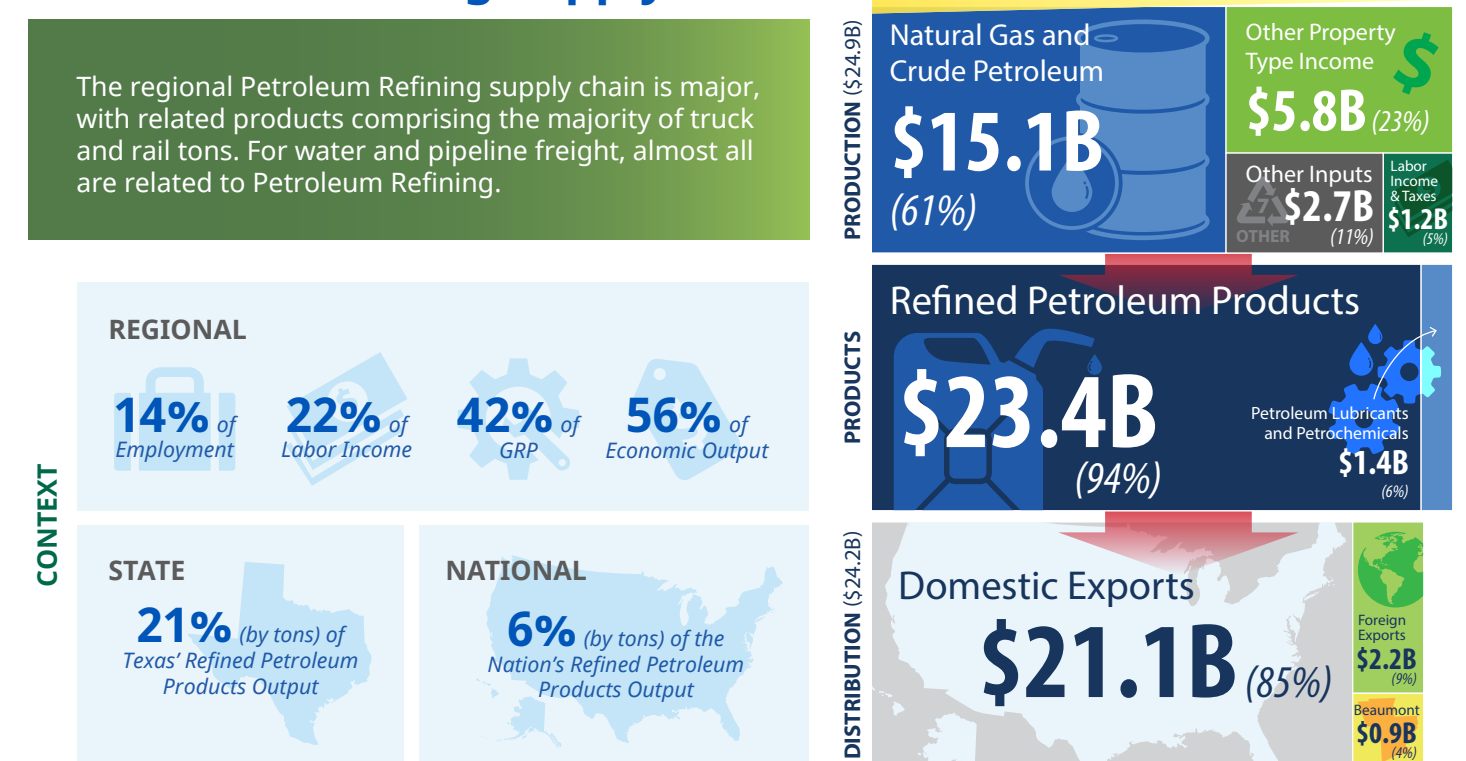 The regional Petroleum Refining supply chain is major,
with related products comprising the majority of truck
and rail tons. For water and pipeline freight, almost all
are related to Petroleum Refining.
CONTEXT
REGIONAL
14% of
Employment
22% of
Labor Income
42% of
GRP
56% of
Economic Output
STATE
21% (by tons) of
Texas’ Refined Petroleum
Products Output
NATIONAL
6% (by tons) of the
Nation’s Refined Petroleum
Products Output
PRODUCTION ($24.9B)
Natural Gas and
Crude Petroleum
$15.1B
(61%)
Other Property
Type Income
$
$5.8B (23%)
Other Inputs
7
OTHER
$2.7B
(11%)
Labor
Income
& Taxes
$1.2B
(5%)
PRODUCTS
Refined Petroleum Products
$23.4B
(94%)
Petroleum Lubricants
and Petrochemicals
$1.4B
(6%)
DISTRIBUTION ($24.2B)
Domestic Exports
$21.1B (85%)
Foreign
Exports
$2.2B
(9%)
Beaumont
$0.9B
(4%)